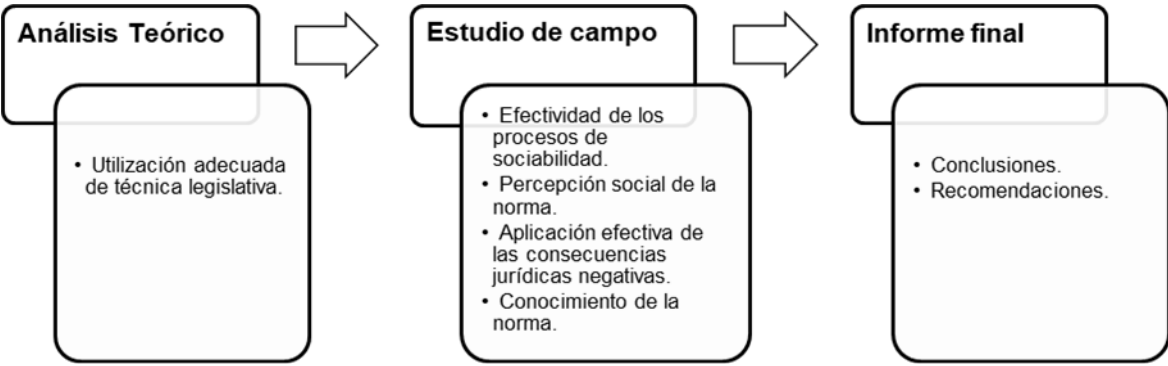 Análisis Teórico
• Utilización adecuada
de técnica legislativa.
Estudio de campo
• Efectividad de los
procesos de
sociabilidad.
• Percepción social de la
norma.
• Aplicación efectiva de
las consecuencias
jurídicas negativas.
• Conocimiento de la
norma.
Informe final
• Conclusiones.
• Recomendaciones.